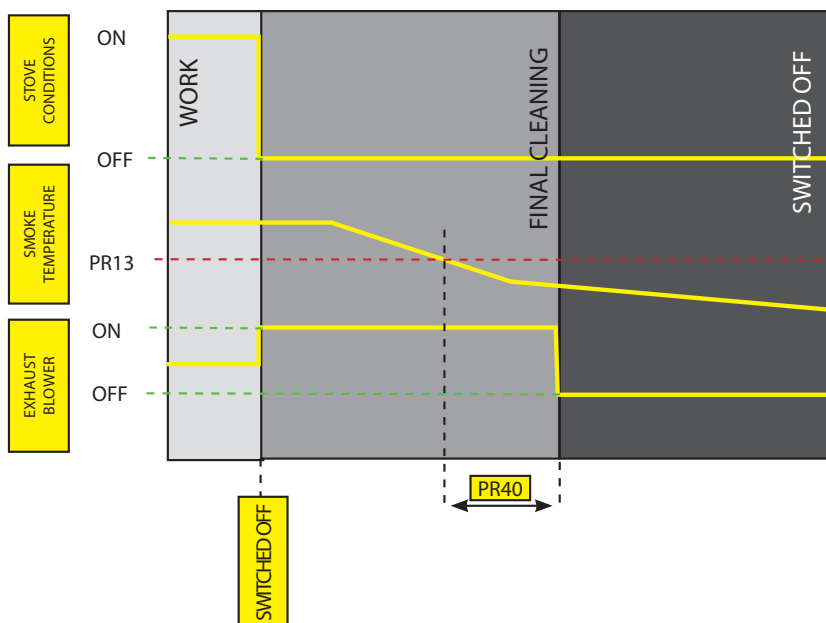 STOVE
CONDITIONS
ON
OFF
WORK
FINAL CLEANING
SWITCHED OFF
SMOKE
TEMPERATURE
PR13
EXHAUST
BLOWER
ON
OFF
PR40
SWITCHED OFF